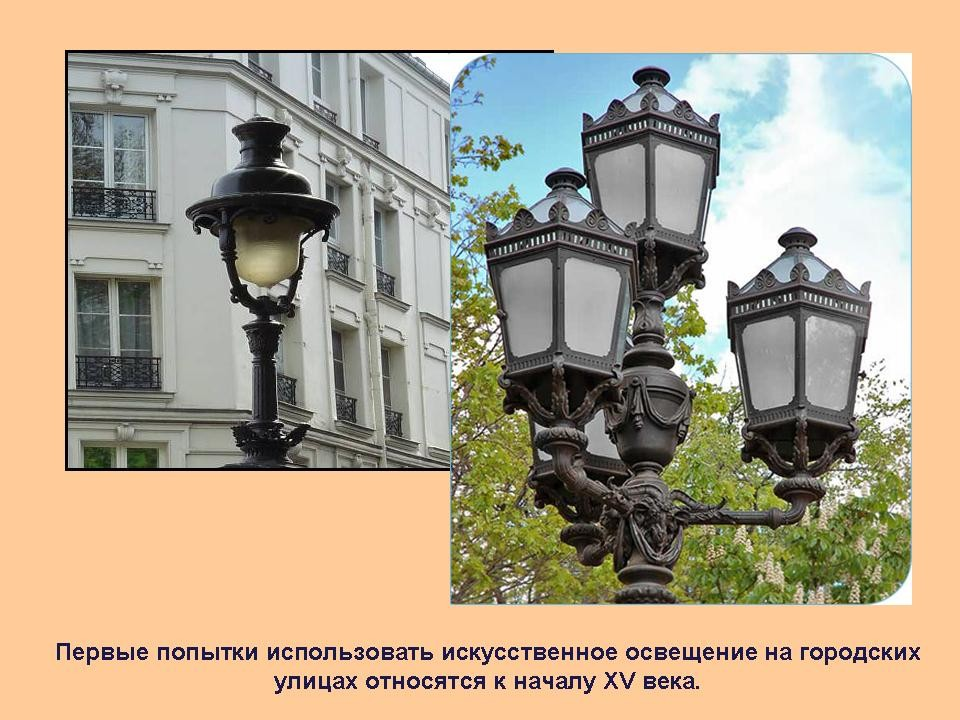 Первые попытки использовать искусственное освещение на городских
улицах относятся к началу XV века.